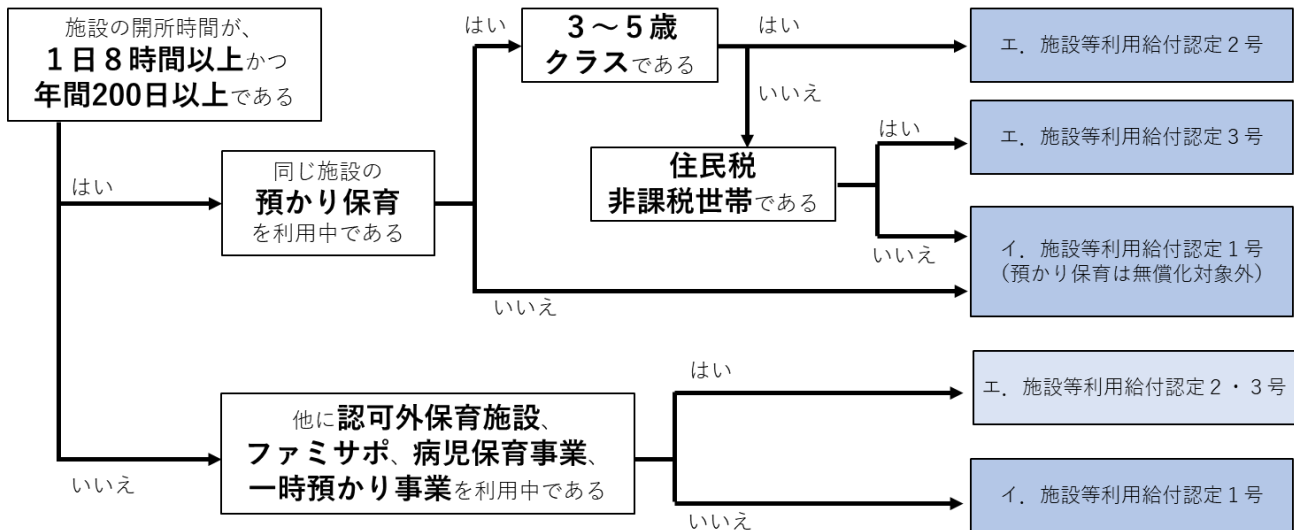 施設の開所時間が、
1日8時間以上かつ
年間200日以上である
はい
3～5歳
クラスである
はい
エ．施設等利用給付認定2号
いいえ
はい
エ．施設等利用給付認定3号
はい
同じ施設の
預かり保育
を利用中である
住民税
非課税世帯である
いいえ
イ．施設等利用給付認定1号
（預かり保育は無償化対象外）
いいえ
いいえ
他に認可外保育施設、
ファミサポ、病児保育事業、
一時預かり事業を利用中である
はい
エ．施設等利用給付認定2・3号
いいえ
イ．施設等利用給付認定1号